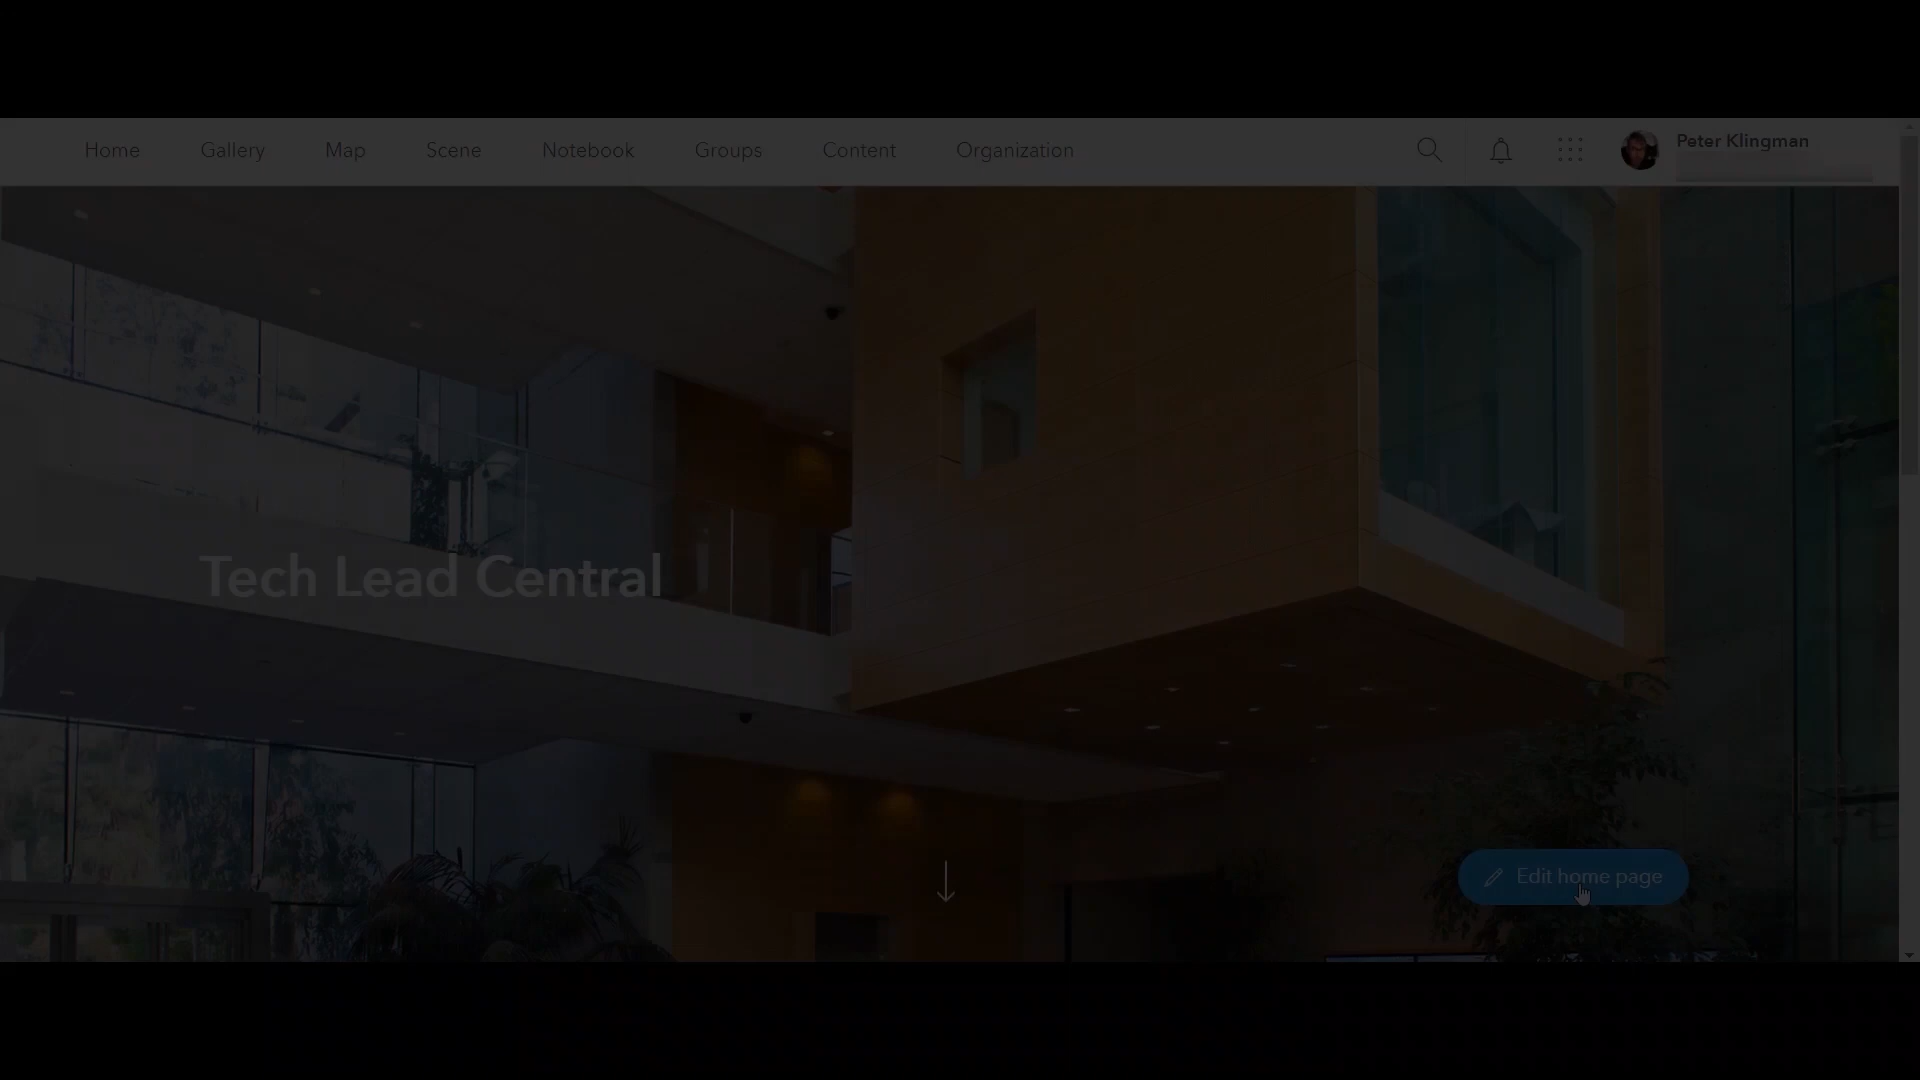 Home Gallery Map Scene Notebook Groups Content Organization Peter Klingman
Tech Lead Central
Edit home page